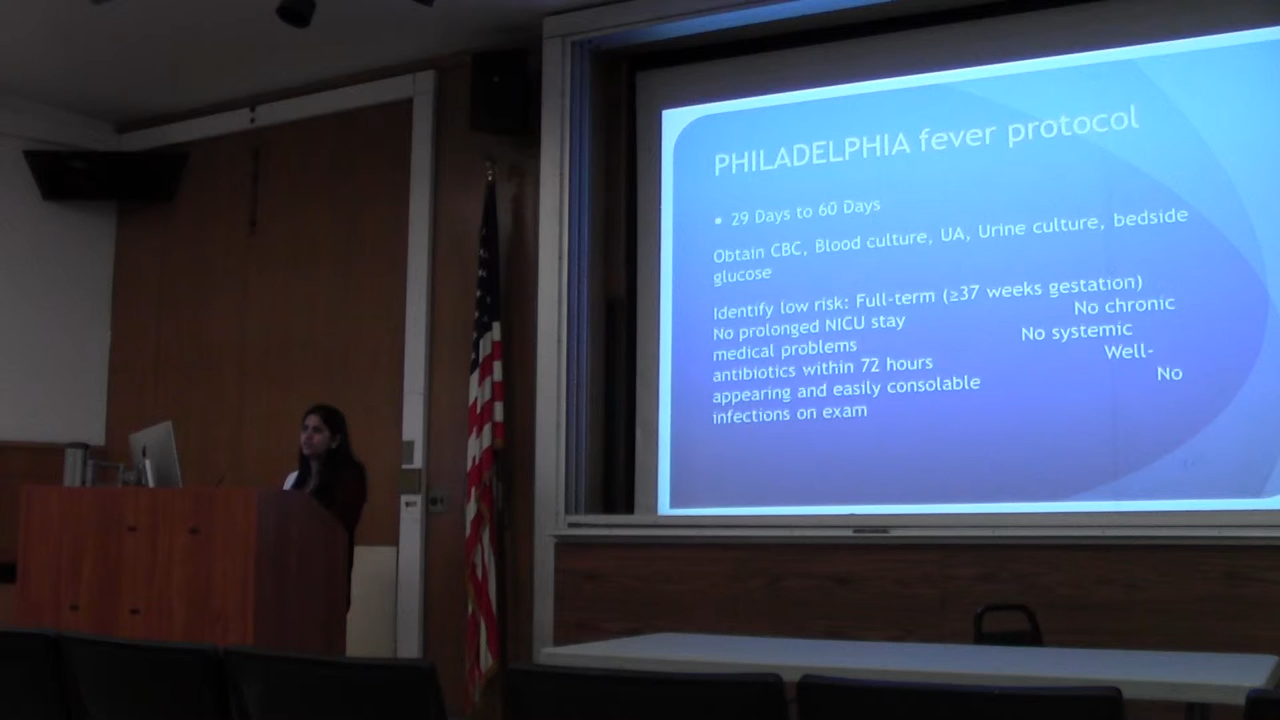 PHILADELPHIA fever protocol
• 29 Days to 60 Days
Obtain CBC, Blood culture, UA, Urine culture, bedside
glucose
Identify low risk: Full-term (≥37 weeks gestation)
No prolonged NICU stay No chronic
medical problems No systemic
antibiotics within 72 hours Well-
appearing and easily consolable No
infections on exam